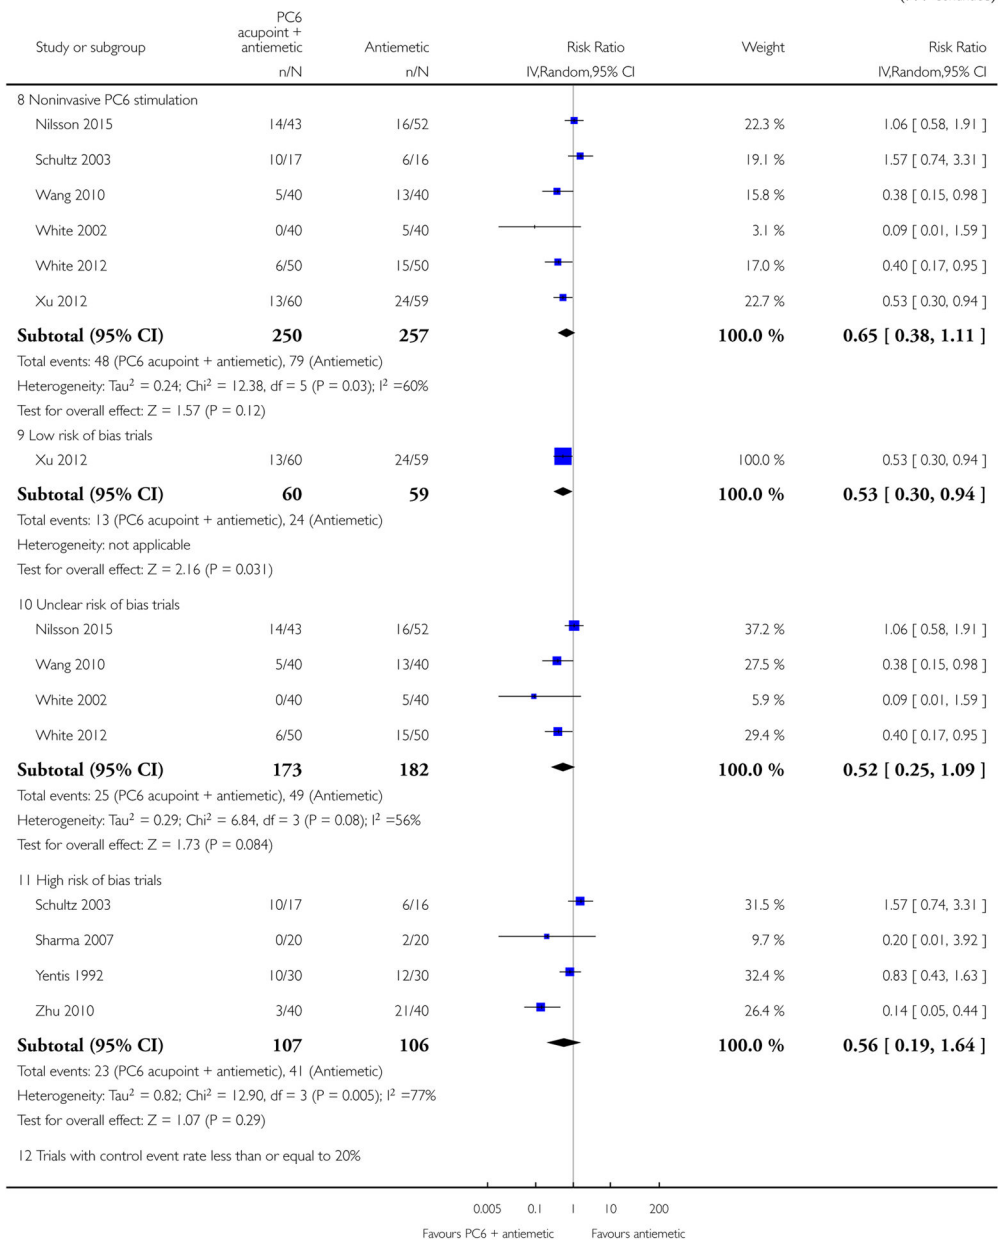 PC6
acupoint +
Study or subgroup antiemetic Antiemetic Risk Ratio Weight Risk Ratio
n/N n/N IV,Random,95% CI IV,Random,95% CI
8 Noninvasive PC6 stimulation
Nilsson 2015 14/43 16/52 22.3 % 1.06 [ 0.58, 1.91 ]
Schultz 2003 10/17 6/16 19.1 % 1.57 [ 0.74, 3.31 ]
Wang 2010 5/40 13/40 15.8 % 0.38 [ 0.15, 0.98 ]
White 2002 0/40 5/40 3.1 % 0.09 [ 0.01, 1.59 ]
White 2012 6/50 15/50 17.0 % 0.40 [ 0.17, 0.95 ]
Xu 2012 13/60 24/59 22.7 % 0.53 [ 0.30, 0.94 ]
Subtotal (95% CI) 250 257 100.0 % 0.65 [ 0.38, 1.11 ]
Total events: 48 (PC6 acupoint + antiemetic), 79 (Antiemetic)
Heterogeneity: Tau² = 0.24; Chi² = 12.38, df = 5 (P = 0.03); I² =60%
Test for overall effect: Z = 1.57 (P = 0.12)
9 Low risk of bias trials
Xu 2012 13/60 24/59 100.0 % 0.53 [ 0.30, 0.94 ]
Subtotal (95% CI) 60 59 100.0 % 0.53 [ 0.30, 0.94 ]
Total events: 13 (PC6 acupoint + antiemetic), 24 (Antiemetic)
Heterogeneity: not applicable
Test for overall effect: Z = 2.16 (P = 0.031)
10 Unclear risk of bias trials
Nilsson 2015 14/43 16/52 37.2 % 1.06 [ 0.58, 1.91 ]
Wang 2010 5/40 13/40 27.5 % 0.38 [ 0.15, 0.98 ]
White 2002 0/40 5/40 5.9 % 0.09 [ 0.01, 1.59 ]
White 2012 6/50 15/50 29.4 % 0.40 [ 0.17, 0.95 ]
Subtotal (95% CI) 173 182 100.0 % 0.52 [ 0.25, 1.09 ]
Total events: 25 (PC6 acupoint + antiemetic), 49 (Antiemetic)
Heterogeneity: Tau² = 0.29; Chi² = 6.84, df = 3 (P = 0.08); I² =56%
Test for overall effect: Z = 1.73 (P = 0.084)
11 High risk of bias trials
Schultz 2003 10/17 6/16 31.5 % 1.57 [ 0.74, 3.31 ]
Sharma 2007 0/20 2/20 9.7 % 0.20 [ 0.01, 3.92 ]
Yentis 1992 10/30 12/30 32.4 % 0.83 [ 0.43, 1.63 ]
Zhu 2010 3/40 21/40 26.4 % 0.14 [ 0.05, 0.44 ]
Subtotal (95% CI) 107 106 100.0 % 0.56 [ 0.19, 1.64 ]
Total events: 23 (PC6 acupoint + antiemetic), 41 (Antiemetic)
Heterogeneity: Tau² = 0.82; Chi² = 12.90, df = 3 (P = 0.005); I² =77%
Test for overall effect: Z = 1.07 (P = 0.29)
12 Trials with control event rate less than or equal to 20%
0.005 0.1 1 10 200
Favours PC6 + antiemetic Favours antiemetic